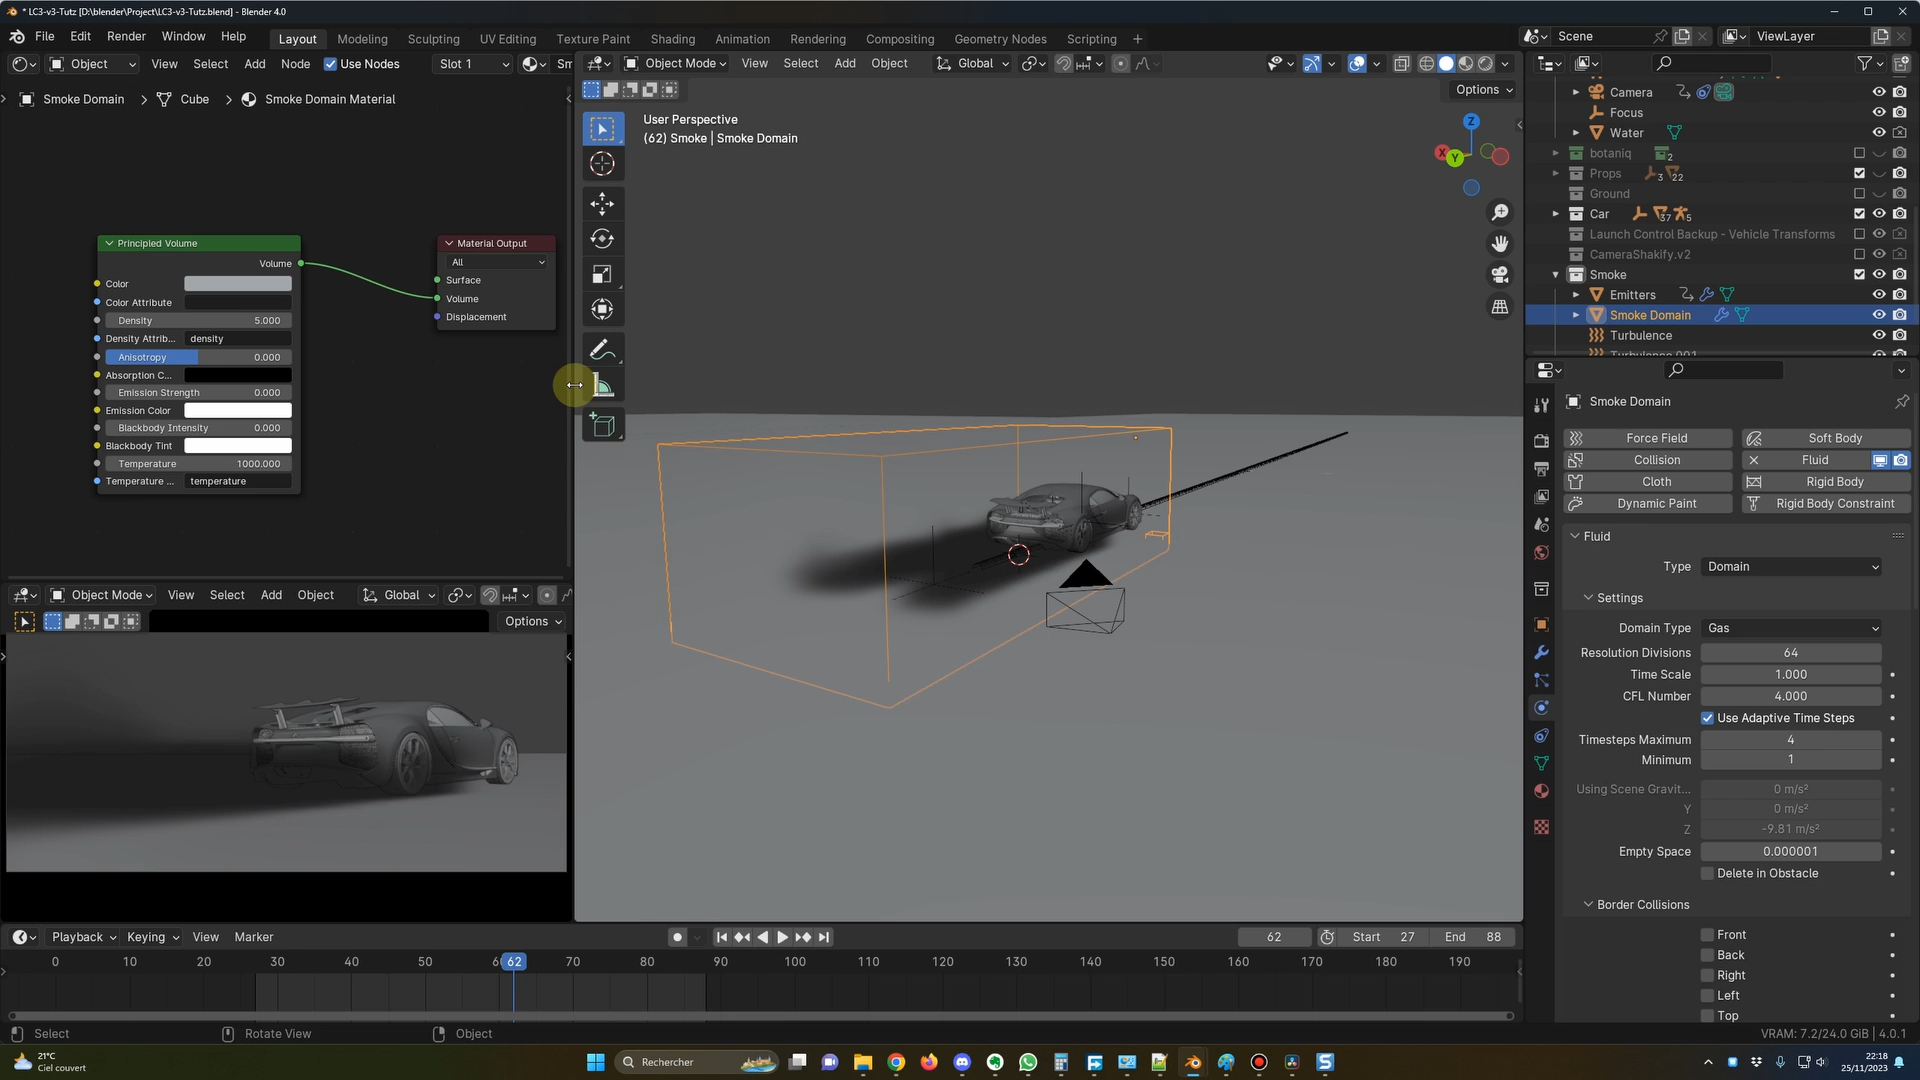 * LC3-v3-Tutz [D:\blender\Project\LC3-v3-Tutz.blend] - Blender 4.0
File Edit Render Window Help
Layout Modeling Sculpting UV Editing Texture Paint Shading Animation Rendering Compositing Geometry Nodes Scripting +
Scene ViewLayer
Object View Select Add Node Use Nodes Slot 1 Sm
Object Mode View Select Add Object Global
Options
Smoke Domain > Cube > Smoke Domain Material
Principled Volume
Volume
Color
Color Attribute
Density 5.000
Density Attrib... density
Anisotropy 0.000
Absorption C...
Emission Strength 0.000
Emission Color
Blackbody Intensity 0.000
Blackbody Tint
Temperature 1000.000
Temperature ... temperature
Material Output
All
Surface
Volume
Displacement
User Perspective
(62) Smoke | Smoke Domain
Z
X
Y
Camera
Focus
Water
botaniq 2
Props 3 22
Ground
Car 37 5
Launch Control Backup - Vehicle Transforms
CameraShakify.v2
Smoke
Emitters
Smoke Domain
Turbulence
Turbulence.001
Smoke Domain
Force Field Soft Body
Collision Fluid
Cloth Rigid Body
Dynamic Paint Rigid Body Constraint
Fluid
Type Domain
Settings
Domain Type Gas
Resolution Divisions 64
Time Scale 1.000
CFL Number 4.000
Use Adaptive Time Steps
Timesteps Maximum 4
Minimum 1
Using Scene Gravit... 0 m/s²
Y 0 m/s²
Z -9.81 m/s²
Empty Space 0.000001
Delete in Obstacle
Border Collisions
Front
Back
Right
Left
Top
Object Mode View Select Add Object Global
Options
Playback Keying View Marker
62 Start 27 End 88
0 10 20 30 40 50 6 62 70 80 90 100 110 120 130 140 150 160 170 180 190
Select Rotate View Object
VRAM: 7.2/24.0 GiB | 4.0.1
21°C
Ciel couvert
Rechercher
22:18
25/11/2023